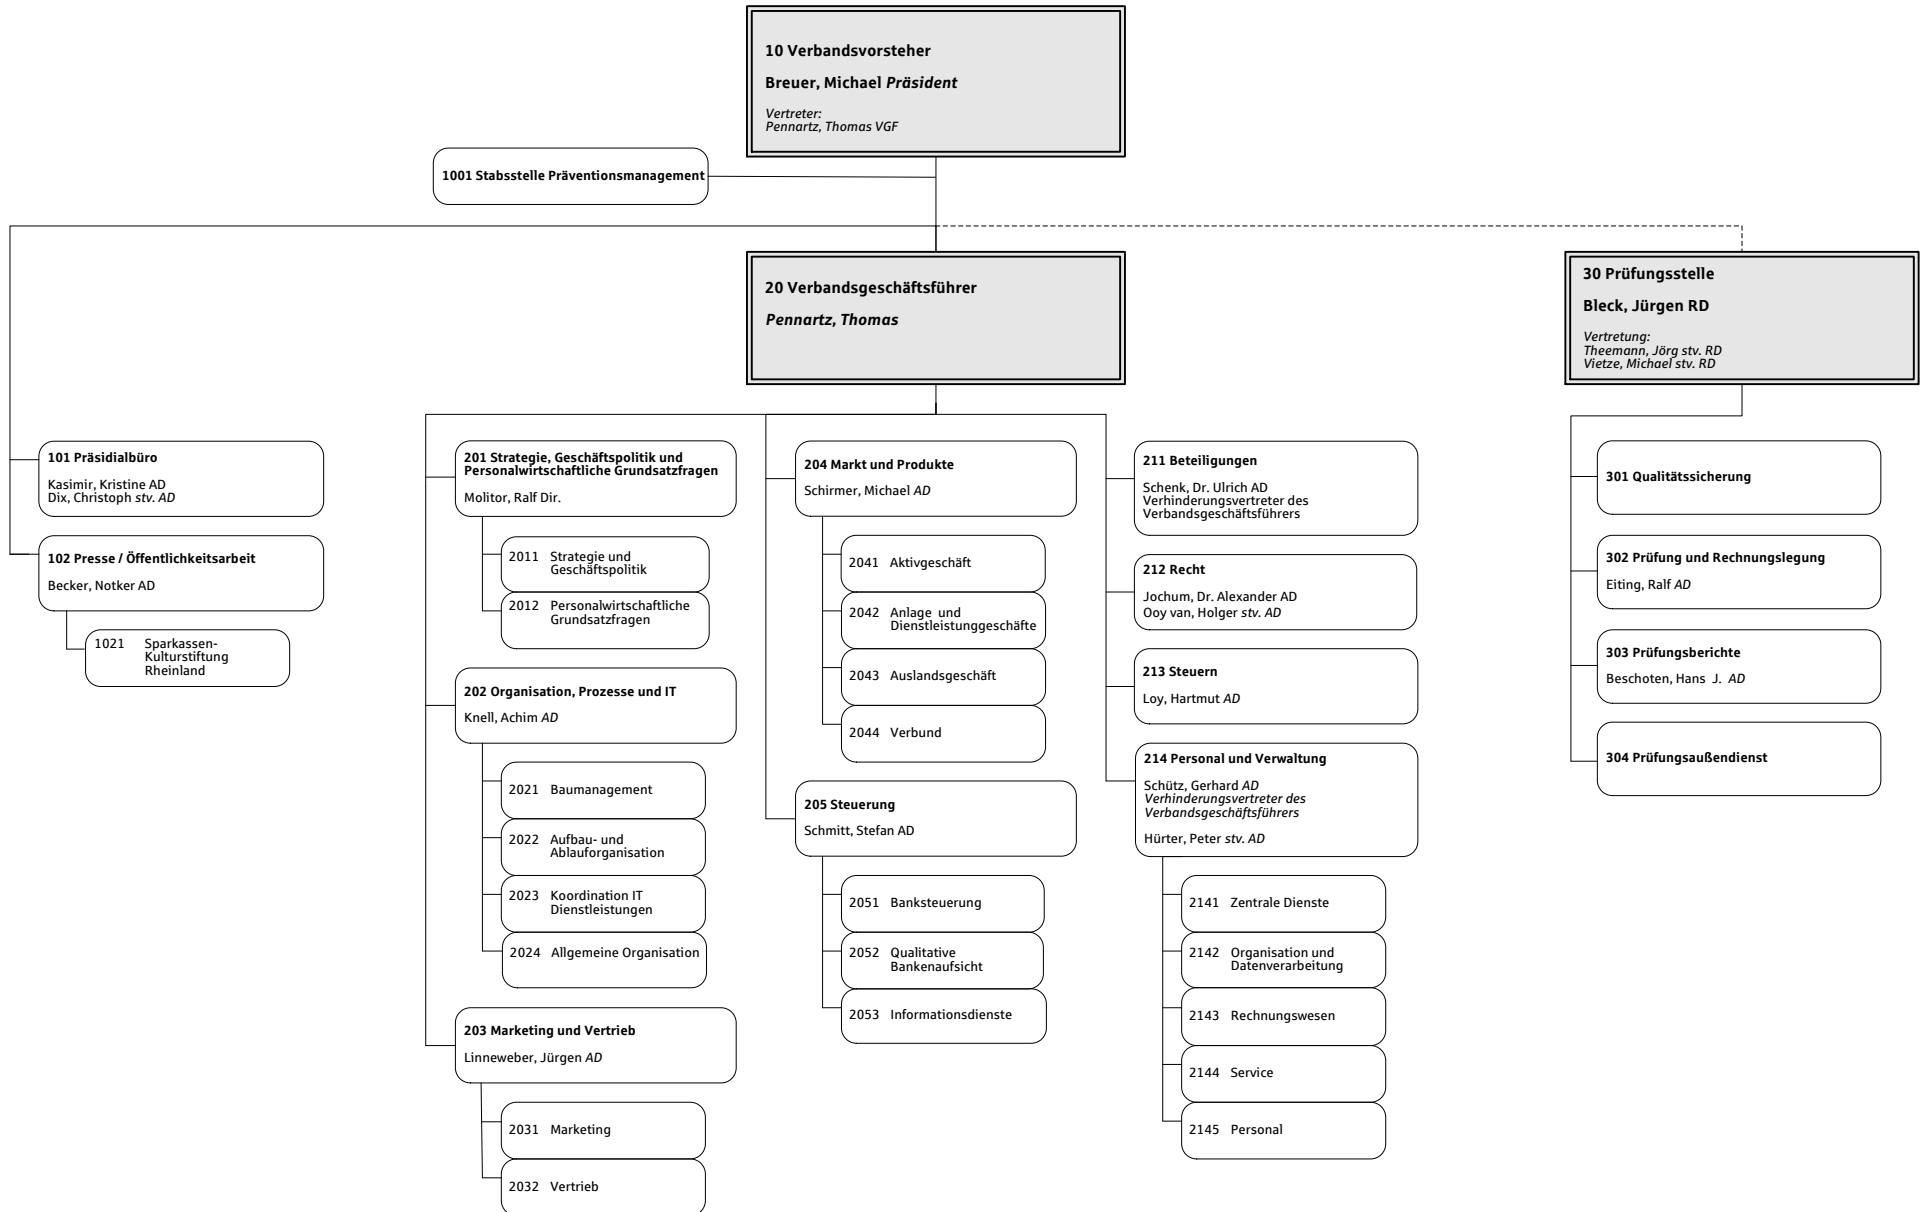 10 Verbandsvorsteher
Breuer, Michael Präsident
Vertreter:
Pennartz, Thomas VGF
1001 Stabsstelle Präventionsmanagement
20 Verbandsgeschäftsführer
Pennartz, Thomas
30 Prüfungsstelle
Bleck, Jürgen RD
Vertretung:
Theemann, Jörg stv. RD
Vietze, Michael stv. RD
101 Präsidialbüro
Kasimir, Kristine AD
Dix, Christoph stv. AD
102 Presse / Öffentlichkeitsarbeit
Becker, Notker AD
1021 Sparkassen-
Kulturstiftung
Rheinland
201 Strategie, Geschäftspolitik und
Personalwirtschaftliche Grundsatzfragen
Molitor, Ralf Dir.
2011 Strategie und
Geschäftspolitik
2012 Personalwirtschaftliche
Grundsatzfragen
202 Organisation, Prozesse und IT
Knell, Achim AD
2021 Baumanagement
2022 Aufbau- und
Ablauforganisation
2023 Koordination IT
Dienstleistungen
2024 Allgemeine Organisation
203 Marketing und Vertrieb
Linneweber, Jürgen AD
2031 Marketing
2032 Vertrieb
204 Markt und Produkte
Schirmer, Michael AD
2041 Aktivgeschäft
2042 Anlage und
Dienstleistunggeschäfte
2043 Auslandsgeschäft
2044 Verbund
205 Steuerung
Schmitt, Stefan AD
2051 Banksteuerung
2052 Qualitative
Bankenaufsicht
2053 Informationsdienste
211 Beteiligungen
Schenk, Dr. Ulrich AD
Verhinderungsvertreter des
Verbandsgeschäftsführers
212 Recht
Jochum, Dr. Alexander AD
Ooy van, Holger stv. AD
213 Steuern
Loy, Hartmut AD
214 Personal und Verwaltung
Schütz, Gerhard AD
Verhinderungsvertreter des
Verbandsgeschäftsführers
Hürter, Peter stv. AD
2141 Zentrale Dienste
2142 Organisation und
Datenverarbeitung
2143 Rechnungswesen
2144 Service
2145 Personal
301 Qualitätssicherung
302 Prüfung und Rechnungslegung
Eiting, Ralf AD
303 Prüfungsberichte
Beschoten, Hans J. AD
304 Prüfungsaußendienst